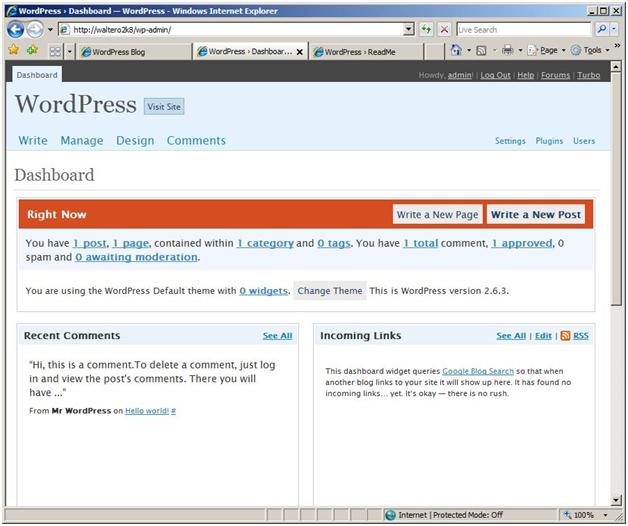 WordPress › Dashboard — WordPress - Windows Internet Explorer
http://waltero2k8/wp-admin/
Live Search
WordPress Blog
WordPress › Dashboar...
WordPress › ReadMe
Page
Tools
Dashboard
Howdy, admin! | Log Out | Help | Forums | Turbo
WordPress
Visit Site
Write Manage Design Comments
Settings Plugins Users
Dashboard
Right Now
Write a New Page
Write a New Post
You have 1 post, 1 page, contained within 1 category and 0 tags. You have 1 total comment, 1 approved, 0
spam and 0 awaiting moderation.
You are using the WordPress Default theme with 0 widgets. Change Theme This is WordPress version 2.6.3.
Recent Comments
See All
"Hi, this is a comment.To delete a comment, just log
in and view the post's comments. There you will
have ..."
From Mr WordPress on Hello world! #
Incoming Links
See All | Edit | RSS
This dashboard widget queries Google Blog Search so that when
another blog links to your site it will show up here. It has found no
incoming links... yet. It's okay — there is no rush.
Internet | Protected Mode: Off
100%